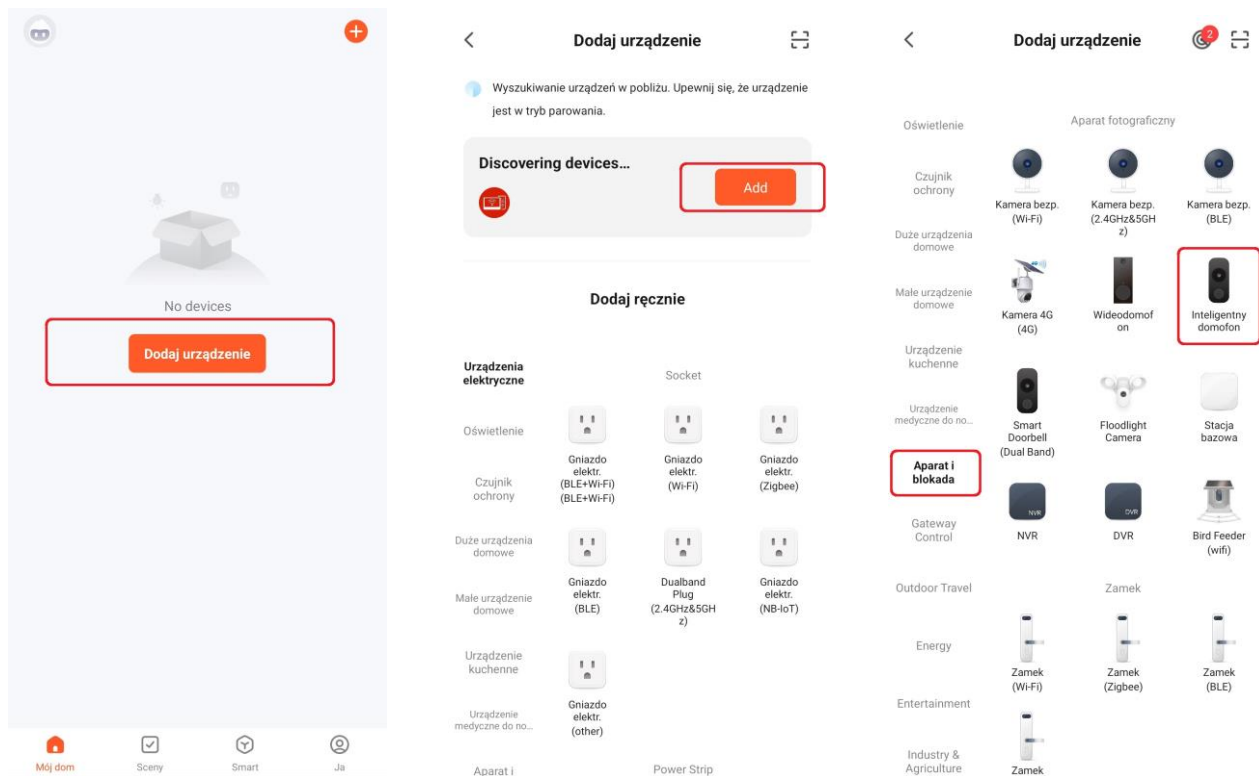 No devices
Dodaj urządzenie
Mój dom
Sceny
Smart
Ja
Dodaj urządzenie
Wyszukiwanie urządzeń w pobliżu. Upewnij się, że urządzenie
jest w tryb parowania.
Discovering devices...
Add
Dodaj ręcznie
Urządzenia
elektryczne
Oświetlenie
Czujnik
ochrony
Duże urządzenia
domowe
Małe urządzenie
domowe
Urządzenie
kuchenne
Urządzenie
medyczne do no...
Aparat i
Socket
Gniazdo
elektr.
(BLE+Wi-Fi)
(BLE+Wi-Fi)
Gniazdo
elektr.
(Wi-Fi)
Gniazdo
elektr.
(Zigbee)
Gniazdo
elektr.
(BLE)
Dualband
Plug
(2.4GHz&5GH
z)
Gniazdo
elektr.
(NB-IoT)
Gniazdo
elektr.
(other)
Power Strip
Dodaj urządzenie
2
Oświetlenie
Czujnik
ochrony
Duże urządzenia
domowe
Małe urządzenie
domowe
Urządzenie
kuchenne
Urządzenie
medyczne do no...
Aparat i
blokada
Gateway
Control
Outdoor Travel
Energy
Entertainment
Industry &
Agriculture
Aparat fotograficzny
Kamera bezp.
(Wi-Fi)
Kamera bezp.
(2.4GHz&5GH
z)
Kamera bezp.
(BLE)
Kamera 4G
(4G)
Wideodomof
on
Inteligentny
domofon
Smart
Doorbell
(Dual Band)
Floodlight
Camera
Stacja
bazowa
NVR
NVR
DVR
DVR
Bird Feeder
(wifi)
Zamek
Zamek
(Wi-Fi)
Zamek
(Zigbee)
Zamek
(BLE)
Zamek